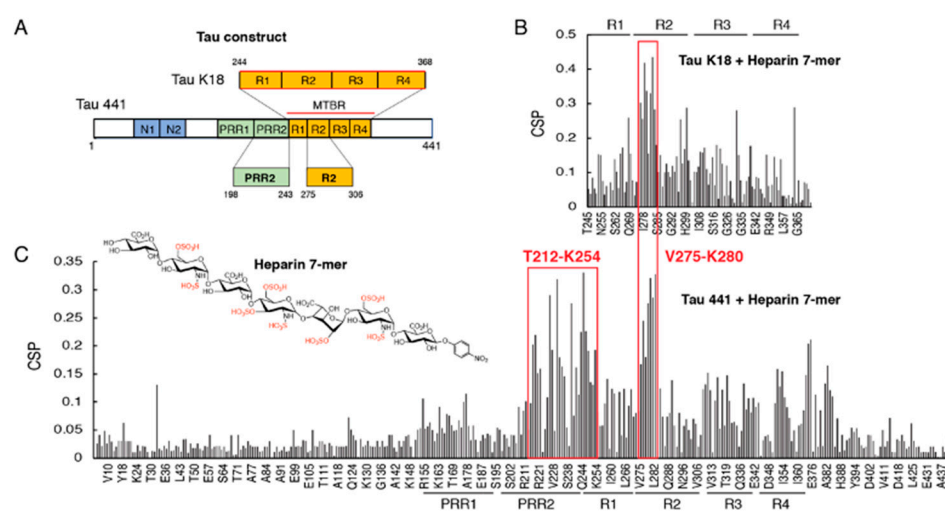 A
Tau construct
244
368
Tau K18
R1 R2 R3 R4
Tau 441
MTBR
N1 N2 PRR1 PRR2 R1 R2 R3 R4
1
441
PRR2
R2
198 243 275 306
B
R1 R2 R3 R4
Tau K18 + Heparin 7-mer
CSP
0.5
0.4
0.3
0.2
0.1
0
T245 N255 S262 Q269 I278 S285 G292 H299 I308 S316 G326 G335 E342 R349 L357 G365
C
Heparin 7-mer
T212-K254
V275-K280
Tau 441 + Heparin 7-mer
CSP
0.35
0.3
0.25
0.2
0.15
0.1
0.05
0
V10 Y18 K24 T30 E36 L43 T50 E57 S64 T71 A77 A84 A91 E99 E105 T111 A118 Q124 K130 G136 A142 K148 R155 K163 T169 A178 E187 S195 S202 R211 R221 V228 S238 Q244 K254 I260 L266 V275 L282 Q288 N296 V306 V313 T319 Q336 E342 D348 I354 I360 E376 A382 H388 Y394 D402 V411 D418 L425 E431 A437
PRR1 PRR2 R1 R2 R3 R4